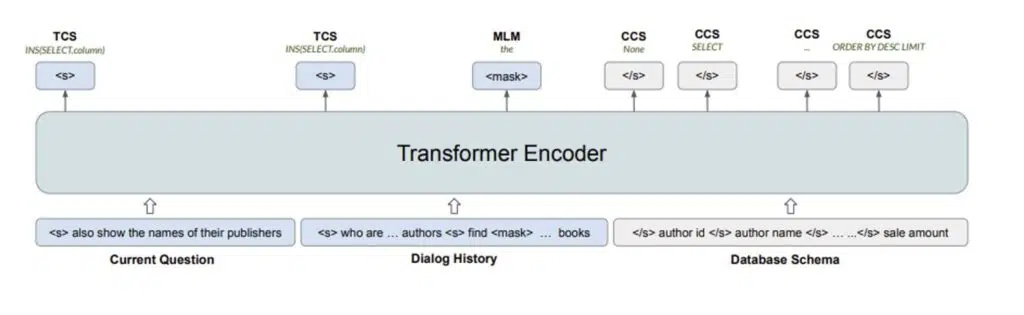 TCS TCS MLM CCS CCS CCS CCS
INS(SELECT.column) INS(SELECT.column) the None SELECT ... ORDER BY DESC LIMIT
<s> <s> <mask> </s> </s> </s> </s>
Transformer Encoder
<s> also show the names of their publishers <s> who are ... authors <s> find <mask> ... books </s> author id </s> author name </s> ... ...</s> sale amount
Current Question Dialog History Database Schema